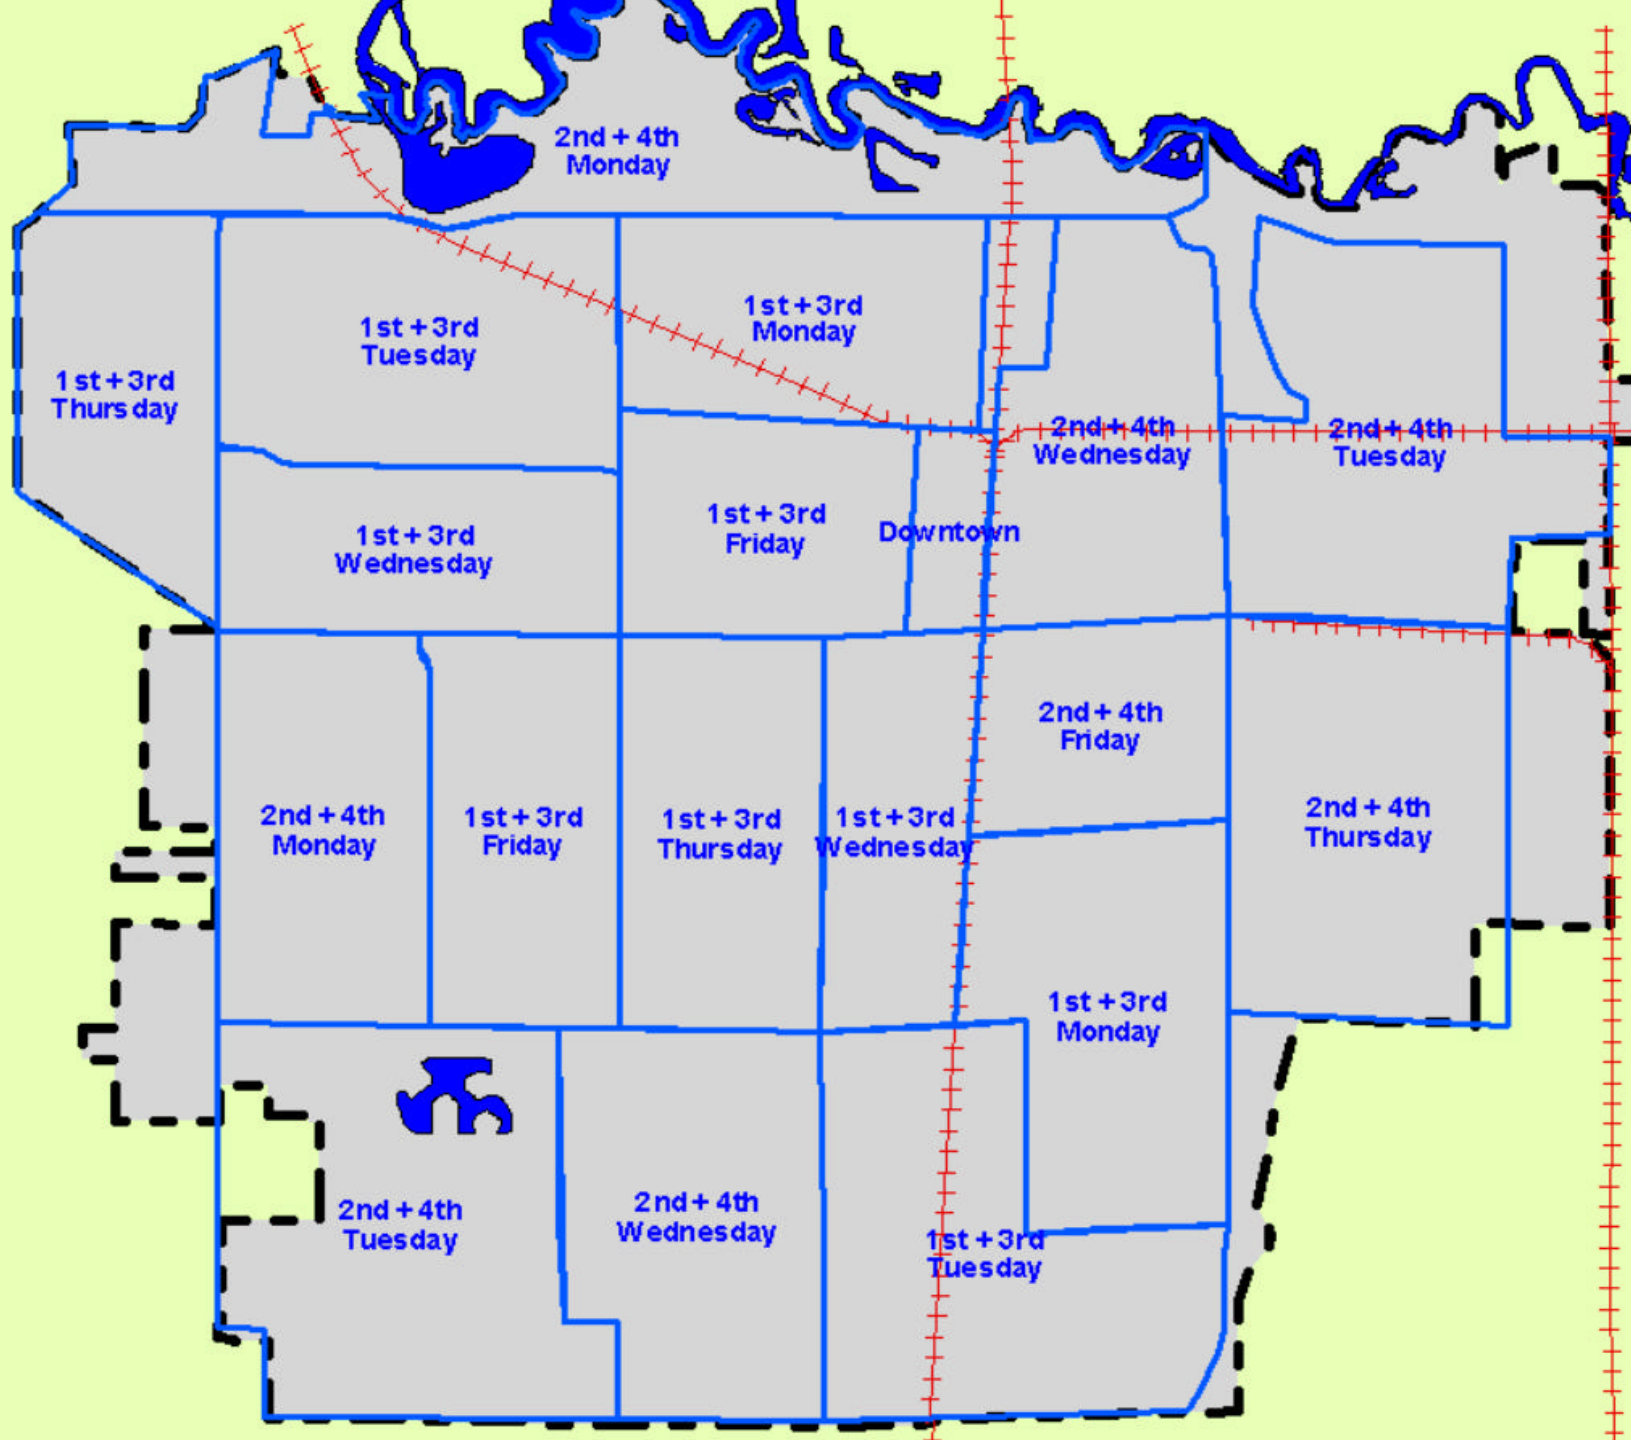 2nd + 4th
Monday
1st + 3rd
Monday
1st + 3rd
Tuesday
1st + 3rd
Thursday
2nd + 4th
Wednesday
2nd + 4th
Tuesday
1st + 3rd
Friday
Downtown
1st + 3rd
Wednesday
2nd + 4th
Friday
2nd + 4th
Monday
1st + 3rd
Friday
1st + 3rd
Thursday
1st + 3rd
Wednesday
2nd + 4th
Thursday
1st + 3rd
Monday
2nd + 4th
Tuesday
2nd + 4th
Wednesday
1st + 3rd
Tuesday